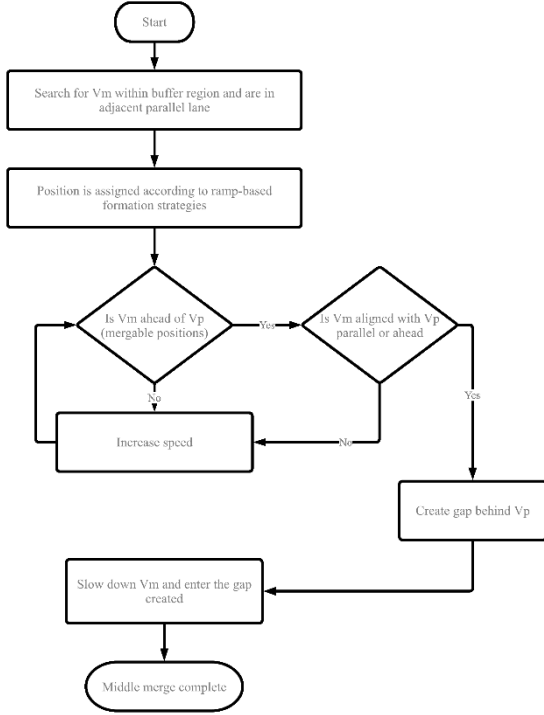 Start
Search for Vm within buffer region and are in
adjacent parallel lane
Position is assigned according to ramp-based
formation strategies
Is Vm ahead of Vp
(mergable positions)
Yes
Is Vm aligned with Vp
parallel or ahead
No
Yes
Increase speed
No
Create gap behind Vp
Slow down Vm and enter the gap
created
Middle merge complete